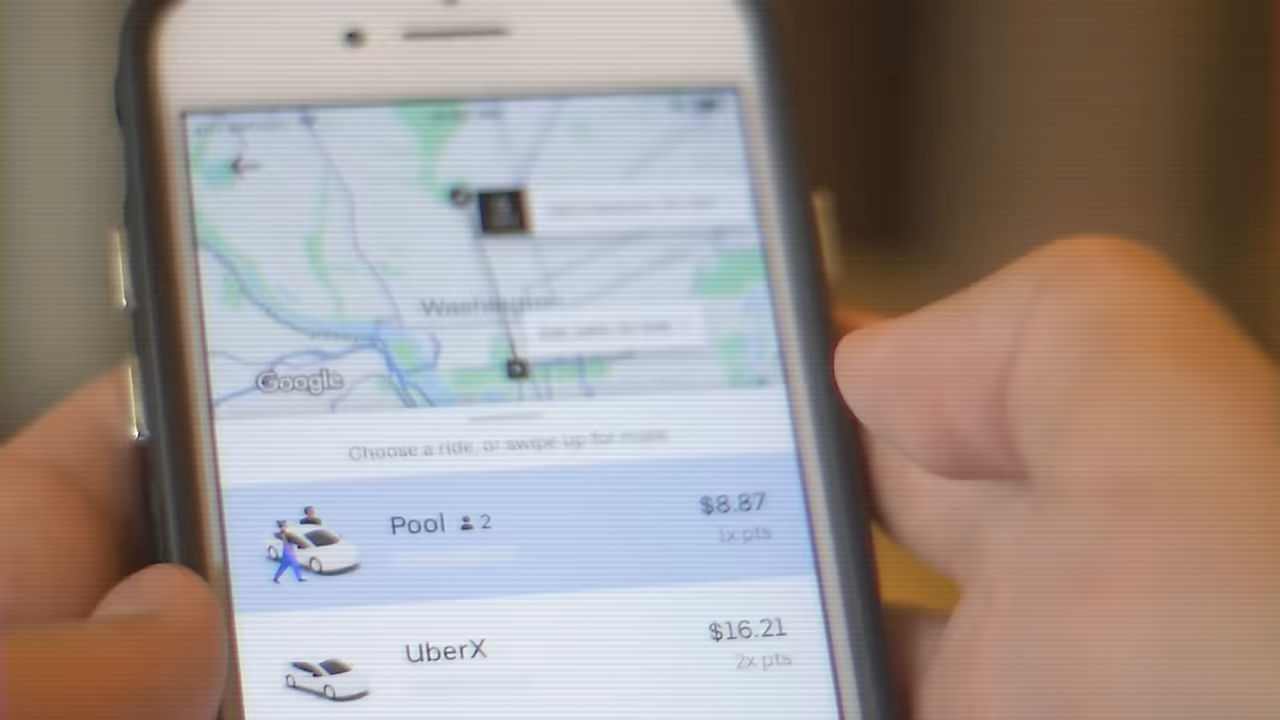 Washington
Google
Choose a ride, or swipe up for more
Pool 2
$8.87
1x pts
UberX
$16.21
2x pts